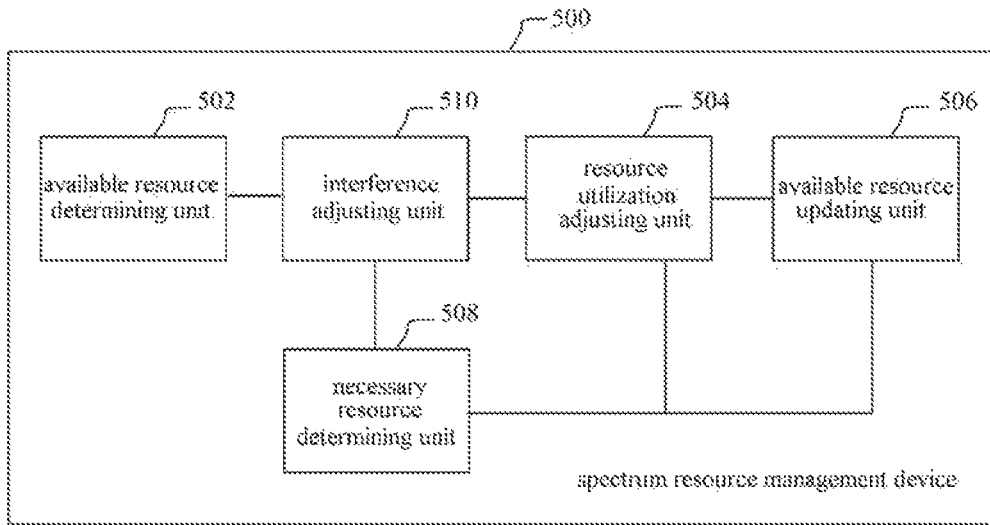 500
502
510
504
506
available resource
determining unit
interference
adjusting unit
resource
utilization
adjusting unit
available resource
updating unit
508
necessary
resource
determining unit
spectrum resource management device